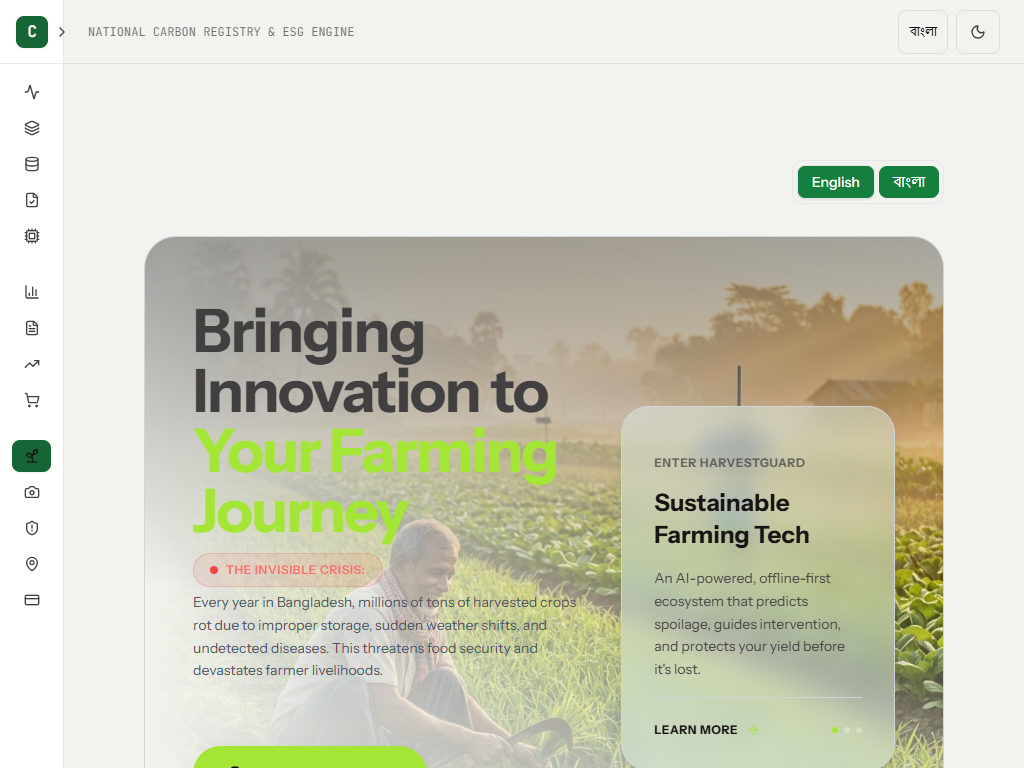 C
NATIONAL CARBON REGISTRY & ESG ENGINE
বাংলা
English
বাংলা
Bringing
Innovation to
Your Farming
Journey
THE INVISIBLE CRISIS:
Every year in Bangladesh, millions of tons of harvested crops
rot due to improper storage, sudden weather shifts, and
undetected diseases. This threatens food security and
devastates farmer livelihoods.
ENTER HARVESTGUARD
Sustainable
Farming Tech
An AI-powered, offline-first
ecosystem that predicts
spoilage, guides intervention,
and protects your yield before
it's lost.
LEARN MORE →